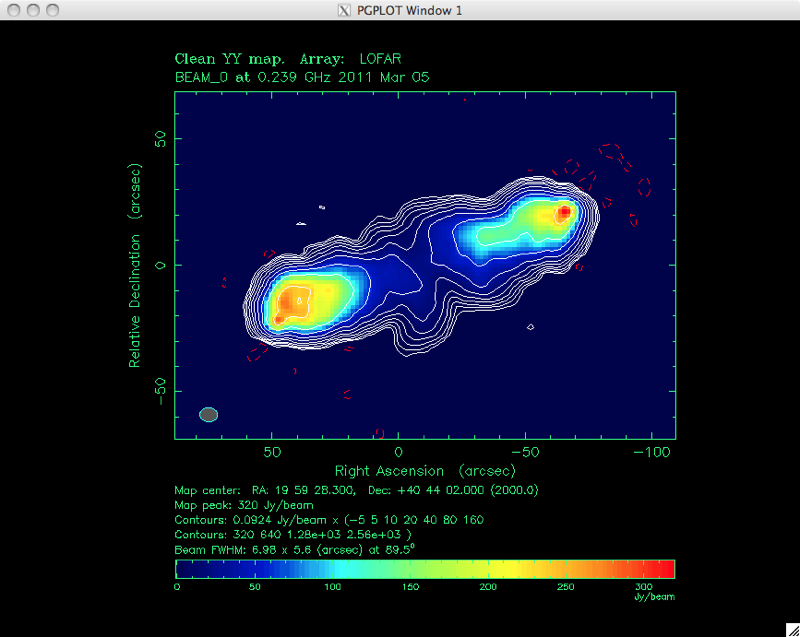 PGPLOT Window 1
Clean YY map.  Array:  LOFAR
BEAM_0 at 0.239 GHz 2011 Mar 05
Relative Declination  (arcsec)
50
0
−50
50
0
−50
−100
Right Ascension  (arcsec)
Map center:  RA: 19 59 28.300,  Dec: +40 44 02.000 (2000.0)
Map peak: 320 Jy/beam
Contours: 0.0924 Jy/beam x (−5 5 10 20 40 80 160
Contours: 320 640 1.28e+03 2.56e+03 )
Beam FWHM: 6.98 x 5.6 (arcsec) at 89.5°
0
50
100
150
200
250
300
Jy/beam